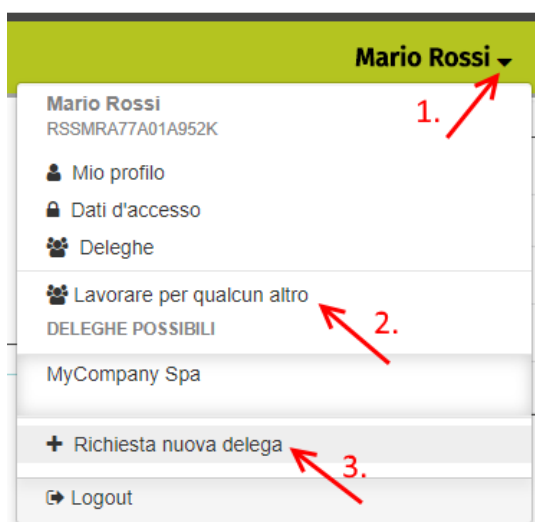 Mario Rossi
1.
Mario Rossi
RSSMRA77A01A952K
Mio profilo
Dati d'accesso
Deleghe
Lavorare per qualcun altro
2.
DELEGHE POSSIBILI
MyCompany Spa
Richiesta nuova delega
3.
Logout